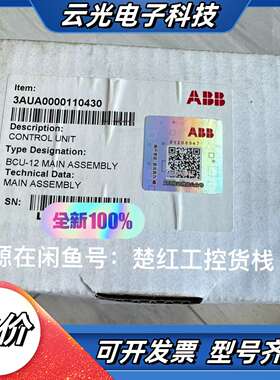 云光电子科技
Item:
3AUA0000110430
ABB
Description:
CONTROL UNIT
Type Designation:
BCU-12 MAIN ASSEMBLY
Technical Data:
MAIN ASSEMBLY
SN:
ABB
全新100%
源在闲鱼号：楚红工控货栈
价
可开发票 型号齐